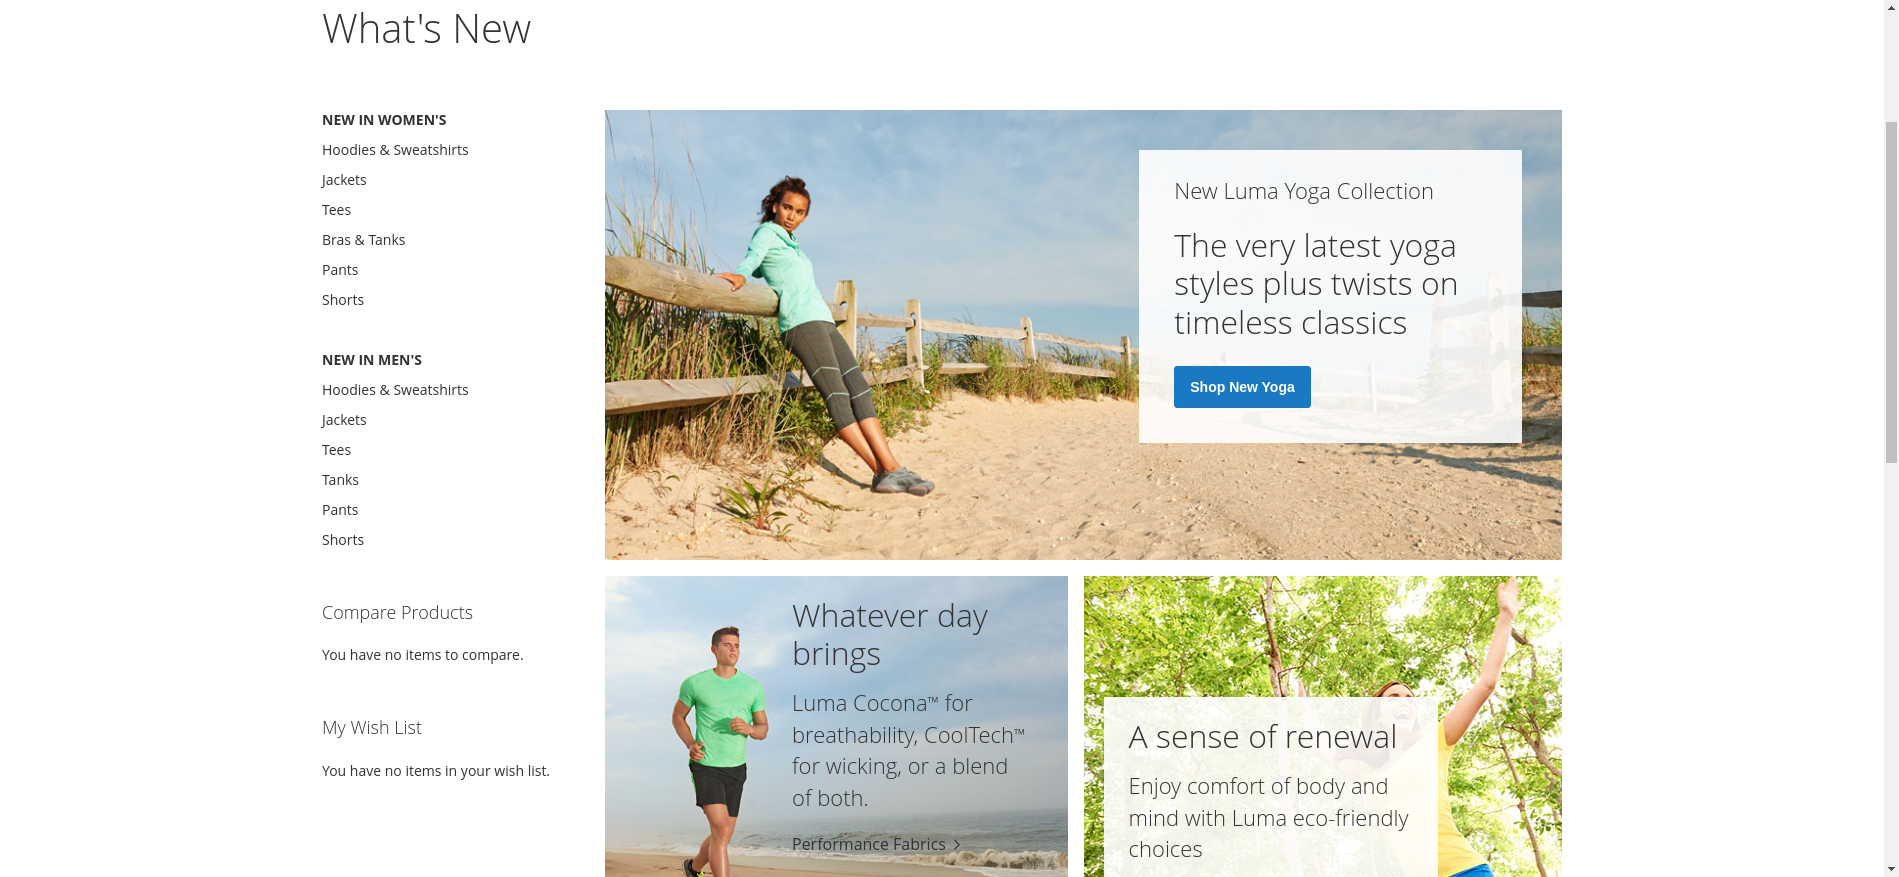 What's New
NEW IN WOMEN'S
Hoodies & Sweatshirts
Jackets
Tees
Bras & Tanks
Pants
Shorts
NEW IN MEN'S
Hoodies & Sweatshirts
Jackets
Tees
Tanks
Pants
Shorts
Compare Products
You have no items to compare.
My Wish List
You have no items in your wish list.
New Luma Yoga Collection
The very latest yoga
styles plus twists on
timeless classics
Shop New Yoga
Whatever day
brings
Luma Cocona™ for
breathability, CoolTech™
for wicking, or a blend
of both.
Performance Fabrics
A sense of renewal
Enjoy comfort of body and
mind with Luma eco-friendly
choices